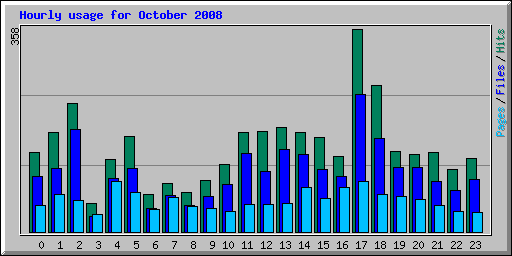 Hourly usage for October 2008
358
Pages/Files/Hits
0 1 2 3 4 5 6 7 8 9 10 11 12 13 14 15 16 17 18 19 20 21 22 23